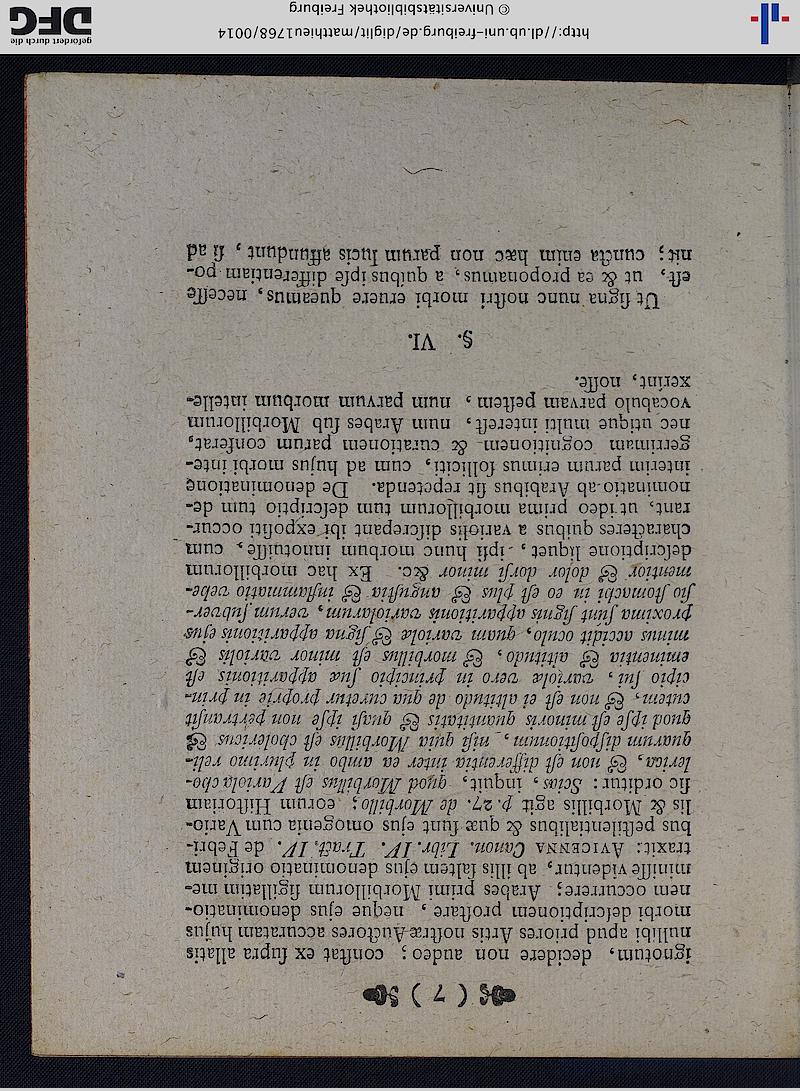 ( 7 )
ignotum, decidere non audeo; constat ex supra allatis
nullibi apud priores Artis nostræ Auctores accuratam hujus
morbi descriptionem prostare, neque ejus denominatio-
nem occurrere; Arabes primi Morbillorum sigillatim me-
minisse videntur, ab illis saltem ejus denominatio originem
traxit: AVICENNA Canon. Libr. IV. Tract. IV. de Febri-
bus pestilentialibus & quæ sunt ejus omogenia cum Vario-
lis & Morbillis agit p. 27. de Morbillo; eorum Historiam
sic orditur: Scias, inquit, quod Morbillus est Variola cho-
lerica, & non est differentia inter ea ambo in plurimo reli-
quarum dispositionum, nisi quia Morbillus est cholericus &
quod ipse est minoris quantitatis & quasi ipse non pertransit
cutem, & non est ei altitudo de qua curetur proprie in prin-
cipio sui, variolæ vero in principio suæ apparitionis est
eminentia & altitudo, & morbillus est minor variolis &
minus accidit oculo, quam variolæ & signa apparitionis ejus
proxima sunt signis apparitionis variolarum, verum subver-
sio stomachi in eo est plus & angustia & inflammatio vehe-
mentior & dolor dorsi minor &c. Ex hac morbillorum
descriptione liquet, ipsi hunc morbum innotuisse, cum
characteres quibus a variolis discrepant ibi expositi occur-
rant, ut ideo prima morbillorum tum descriptio tum de-
nominatio ab Arabibus sit repetenda. De denominatione
interim parum erimus solliciti, cum ad hujus morbi inte-
gerrimam cognitionem & curationem parum conferat,
nec utique multi interest, num Arabes sub Morbillorum
vocabulo parvam pestem, num parvum morbum intelle-
xerint, nosse.
§. VI.
Ut signa nunc nostri morbi eruere queamus, necesse
est, ut & ea proponamus, a quibus ipse differentiam po-
nit; cuncta enim hæc non parum lucis affundunt, si ad
http://dl.ub.uni-freiburg.de/diglit/matthieu1768/0014
© Universitätsbibliothek Freiburg
gefördert durch die
DFG